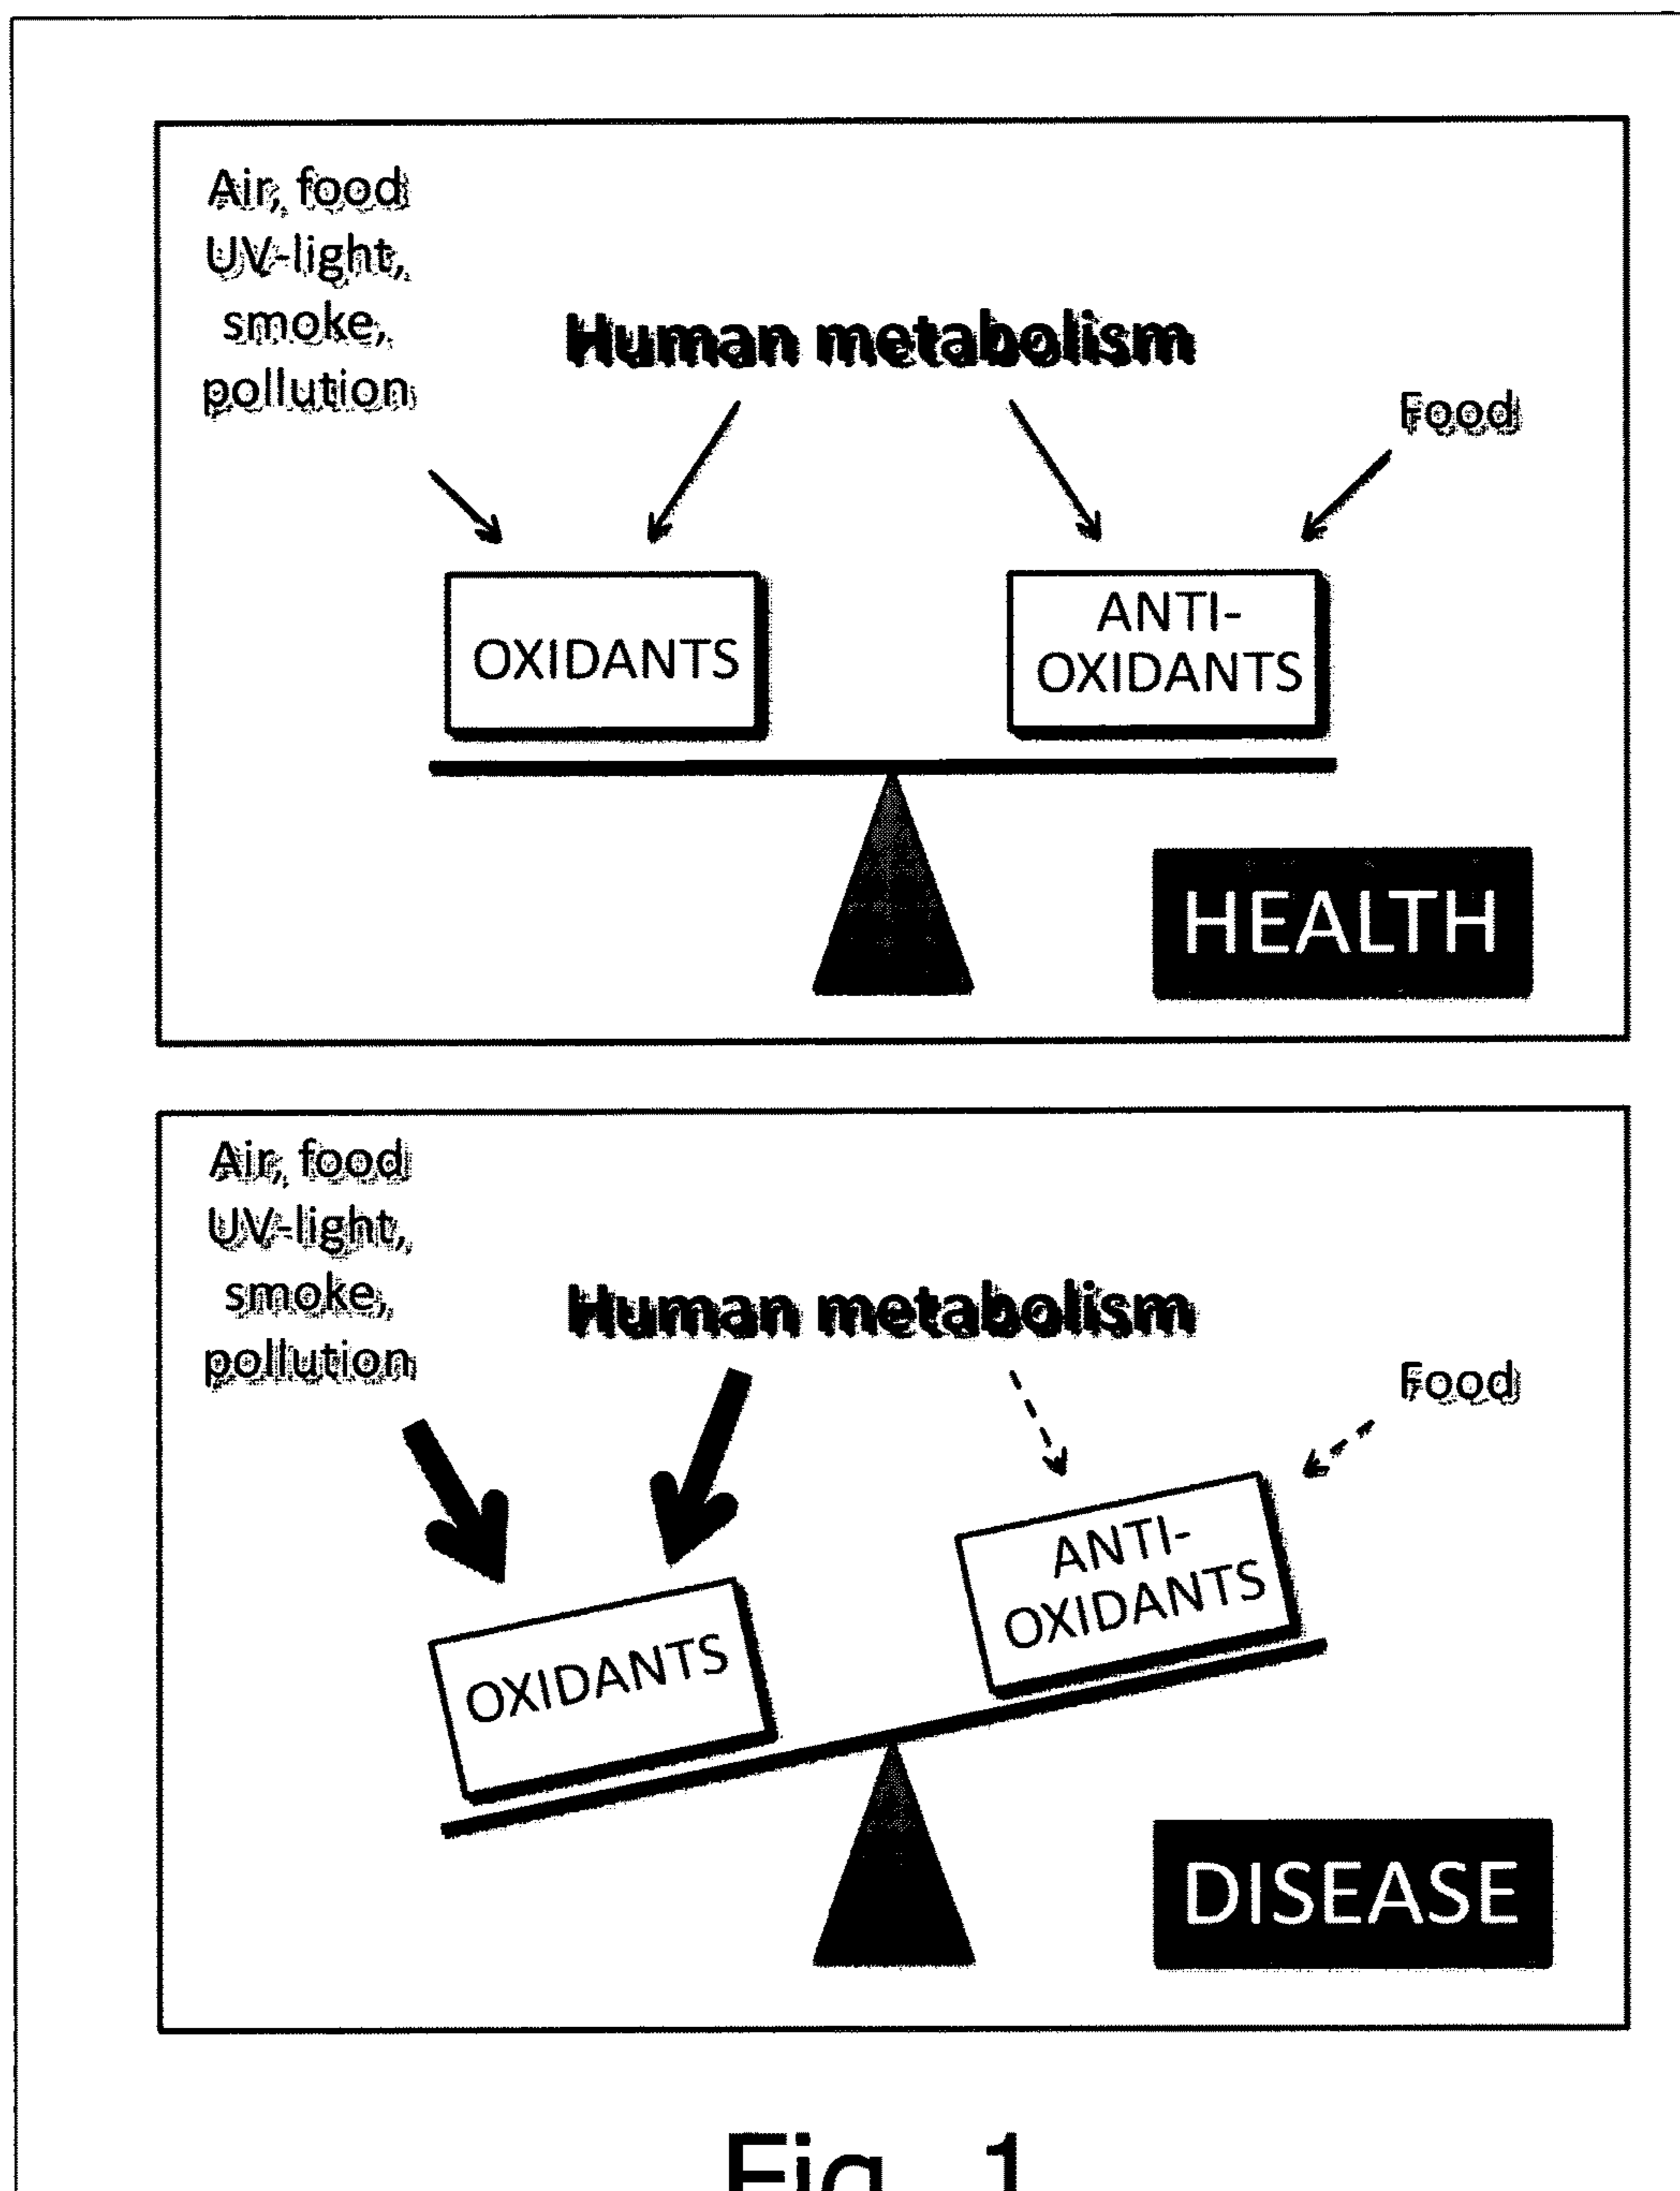 Air, food
UV-light,
smoke,
pollution
Human metabolism
Food
OXIDANTS
ANTI-
OXIDANTS
HEALTH
Air, food
UV-light,
smoke,
pollution
Human metabolism
Food
OXIDANTS
ANTI-
OXIDANTS
DISEASE
Fig. 1